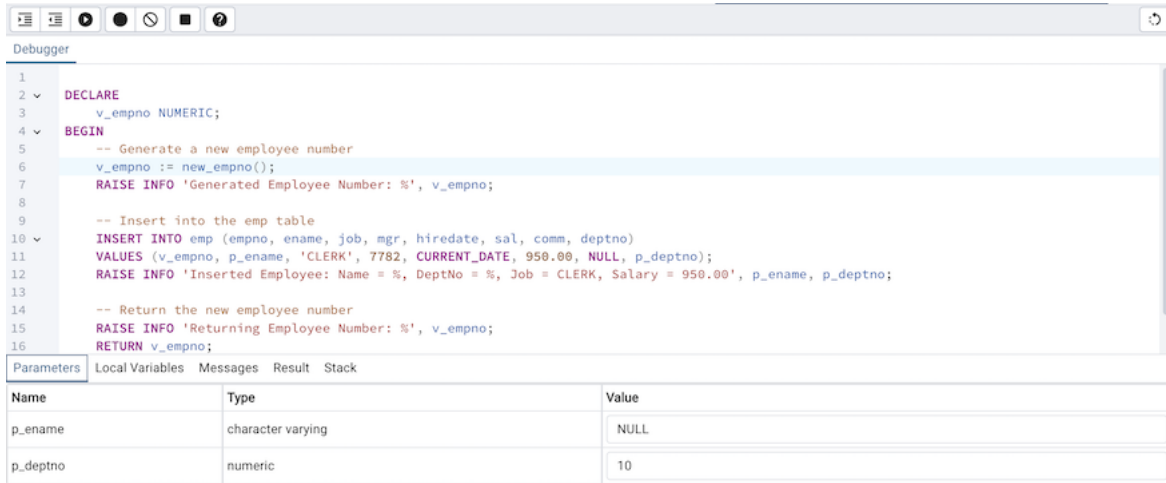 Debugger
1
2 DECLARE
3 v_empno NUMERIC;
4 BEGIN
5 -- Generate a new employee number
6 v_empno := new_empno();
7 RAISE INFO 'Generated Employee Number: %', v_empno;
8
9 -- Insert into the emp table
10 INSERT INTO emp (empno, ename, job, mgr, hiredate, sal, comm, deptno)
11 VALUES (v_empno, p_ename, 'CLERK', 7782, CURRENT_DATE, 950.00, NULL, p_deptno);
12 RAISE INFO 'Inserted Employee: Name = %, DeptNo = %, Job = CLERK, Salary = 950.00', p_ename, p_deptno;
13
14 -- Return the new employee number
15 RAISE INFO 'Returning Employee Number: %', v_empno;
16 RETURN v_empno;
Parameters Local Variables Messages Result Stack
Name Type Value
p_ename character varying NULL
p_deptno numeric 10